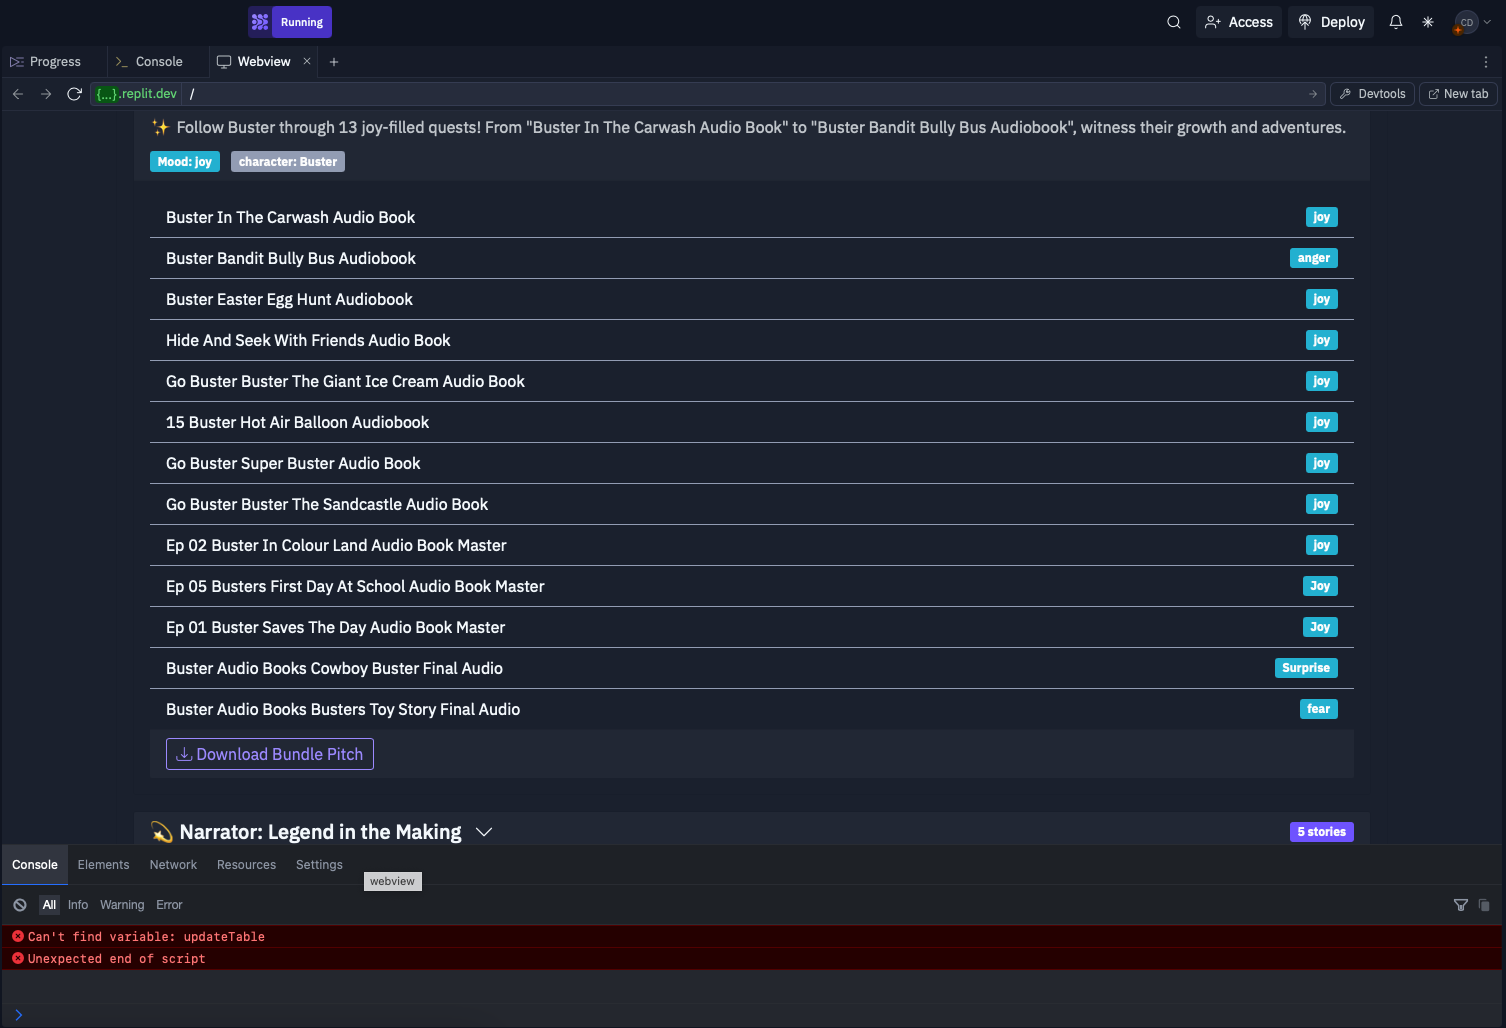 Running
Access
Deploy
CD
Progress
Console
Webview
{...}.replit.dev /
Devtools
New tab
✨ Follow Buster through 13 joy-filled quests! From "Buster In The Carwash Audio Book" to "Buster Bandit Bully Bus Audiobook", witness their growth and adventures.
Mood: joy character: Buster
Buster In The Carwash Audio Book joy
Buster Bandit Bully Bus Audiobook anger
Buster Easter Egg Hunt Audiobook joy
Hide And Seek With Friends Audio Book joy
Go Buster Buster The Giant Ice Cream Audio Book joy
15 Buster Hot Air Balloon Audiobook joy
Go Buster Super Buster Audio Book joy
Go Buster Buster The Sandcastle Audio Book joy
Ep 02 Buster In Colour Land Audio Book Master joy
Ep 05 Busters First Day At School Audio Book Master Joy
Ep 01 Buster Saves The Day Audio Book Master Joy
Buster Audio Books Cowboy Buster Final Audio Surprise
Buster Audio Books Busters Toy Story Final Audio fear
Download Bundle Pitch
💫 Narrator: Legend in the Making 5 stories
Console Elements Network Resources Settings
webview
All Info Warning Error
Can't find variable: updateTable
Unexpected end of script